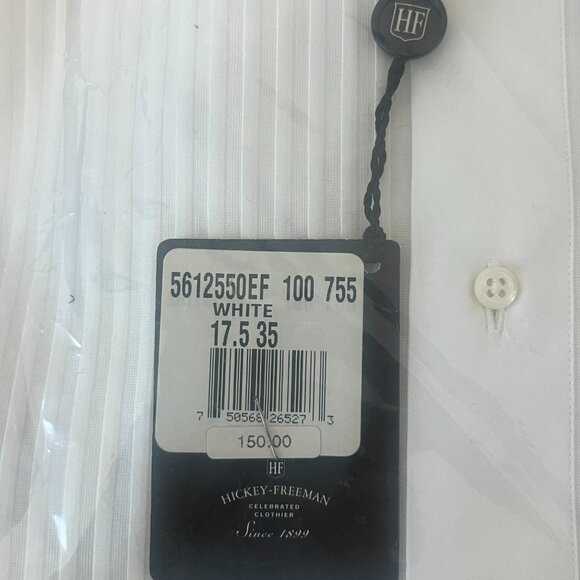 HF
5612550EF 100 755
WHITE
17.5 35
7 50568 26527 3
150.00
HF
HICKEY-FREEMAN
CELEBRATED
CLOTHIER
Since 1899